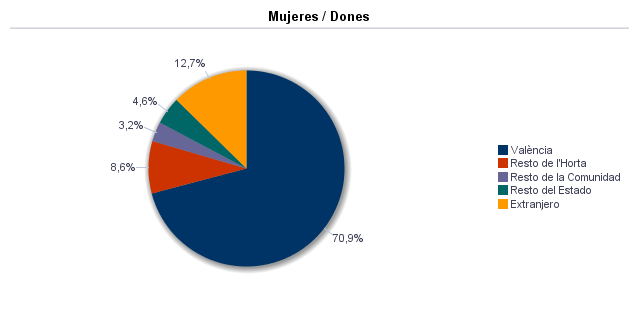 Mujeres / Dones
12,7%
4,6%
3,2%
8,6%
70,9%
València
Resto de l'Horta
Resto de la Comunidad
Resto del Estado
Extranjero